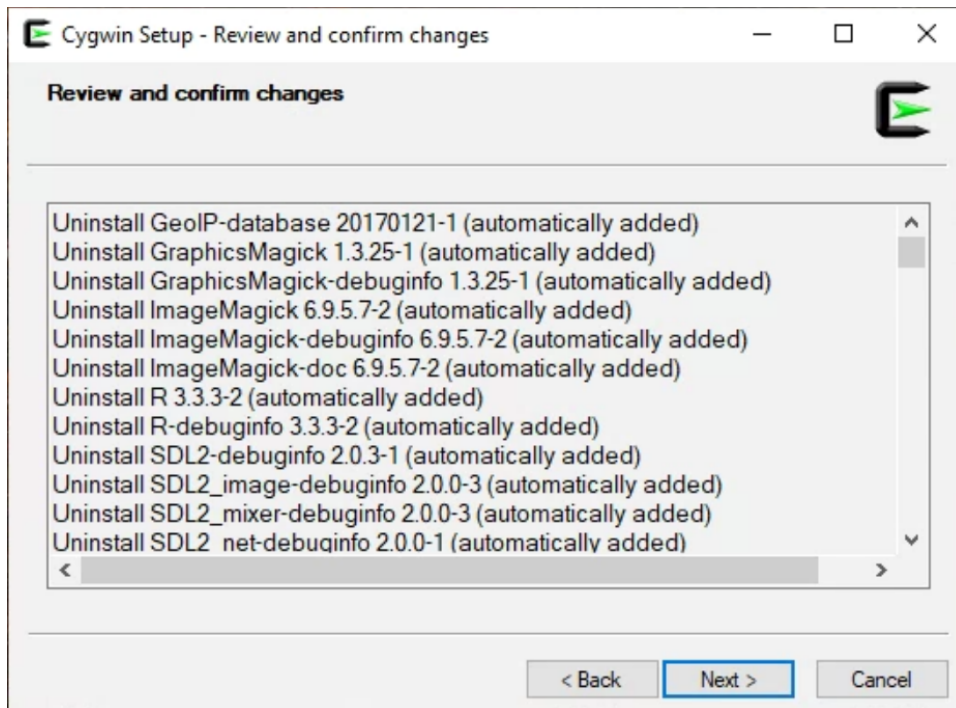 Cygwin Setup - Review and confirm changes
Review and confirm changes
Uninstall GeoIP-database 20170121-1 (automatically added)
Uninstall GraphicsMagick 1.3.25-1 (automatically added)
Uninstall GraphicsMagick-debuginfo 1.3.25-1 (automatically added)
Uninstall ImageMagick 6.9.5.7-2 (automatically added)
Uninstall ImageMagick-debuginfo 6.9.5.7-2 (automatically added)
Uninstall ImageMagick-doc 6.9.5.7-2 (automatically added)
Uninstall R 3.3.3-2 (automatically added)
Uninstall R-debuginfo 3.3.3-2 (automatically added)
Uninstall SDL2-debuginfo 2.0.3-1 (automatically added)
Uninstall SDL2_image-debuginfo 2.0.0-3 (automatically added)
Uninstall SDL2_mixer-debuginfo 2.0.0-3 (automatically added)
Uninstall SDL2_net-debuginfo 2.0.0-1 (automatically added)
< Back Next > Cancel